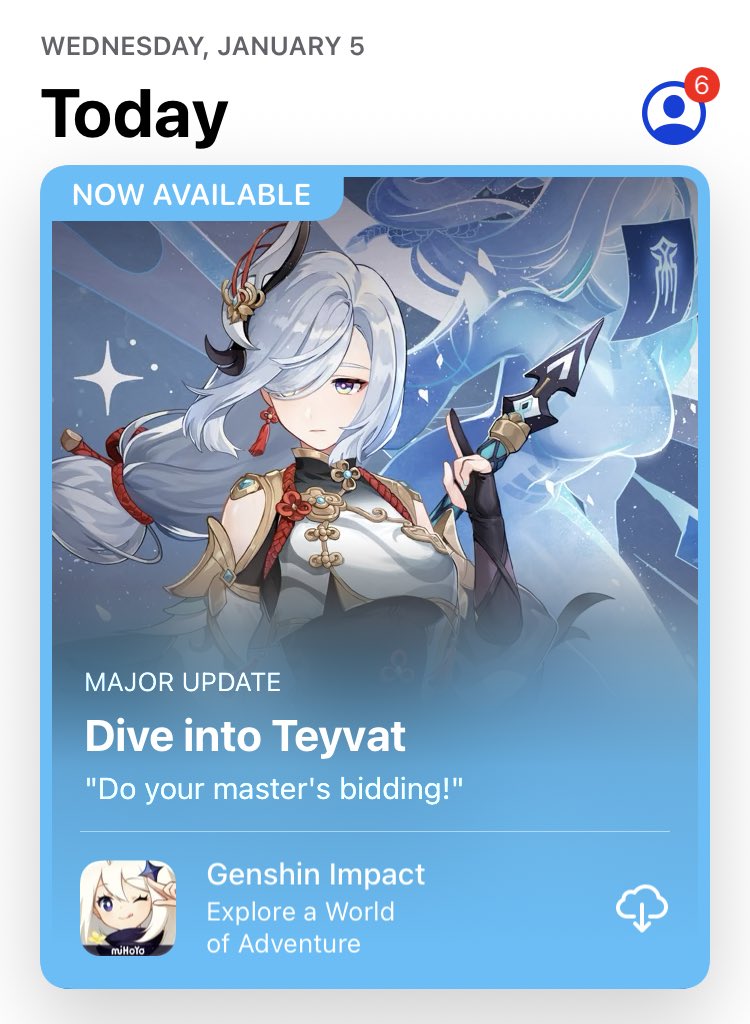 WEDNESDAY, JANUARY 5
Today
6
NOW AVAILABLE
MAJOR UPDATE
Dive into Teyvat
"Do your master's bidding!"
Genshin Impact
Explore a World
of Adventure
miHoYo